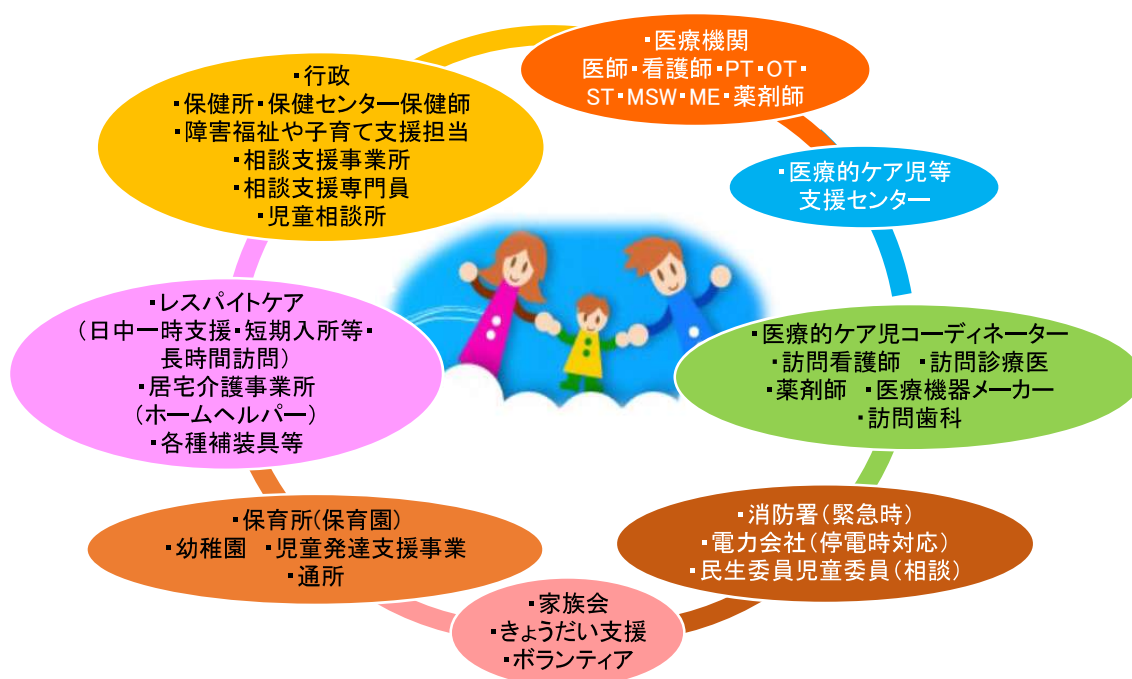 ・行政
・保健所・保健センター保健師
・障害福祉や子育て支援担当
・相談支援事業所
・相談支援専門員
・児童相談所
・医療機関
医師・看護師・PT・OT・
ST・MSW・ME・薬剤師
・医療的ケア児等
支援センター
・レスパイトケア
(日中一時支援・短期入所等・
長時間訪問)
・居宅介護事業所
(ホームヘルパー)
・各種補装具等
・医療的ケア児コーディネーター
・訪問看護師 ・訪問診療医
・薬剤師 ・医療機器メーカー
・訪問歯科
・保育所(保育園)
・幼稚園 ・児童発達支援事業
・通所
・消防署(緊急時)
・電力会社(停電時対応)
・民生委員児童委員(相談)
・家族会
・きょうだい支援
・ボランティア